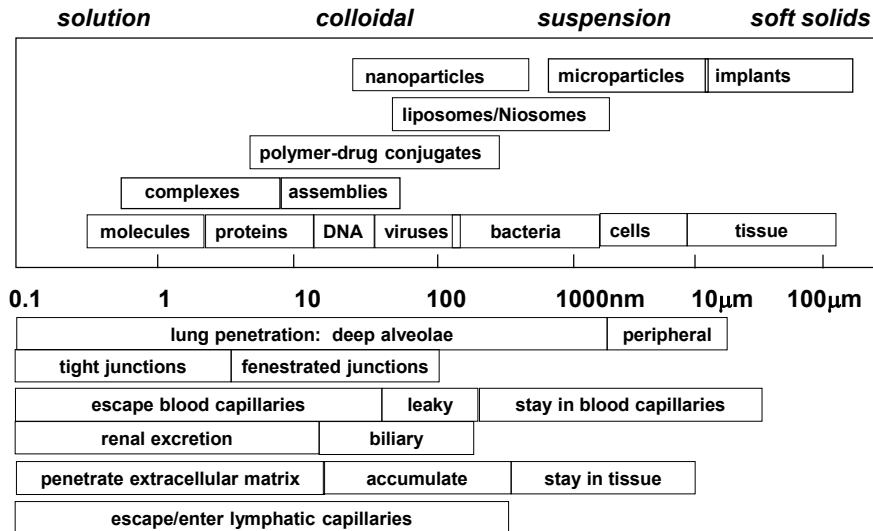 solution colloidal suspension soft solids
nanoparticles microparticles implants
liposomes/Niosomes
polymer-drug conjugates
complexes assemblies
molecules proteins DNA viruses bacteria cells tissue
0.1 1 10 100 1000nm 10μm 100μm
lung penetration: deep alveolae peripheral
tight junctions fenestrated junctions
escape blood capillaries leaky stay in blood capillaries
renal excretion biliary
penetrate extracellular matrix accumulate stay in tissue
escape/enter lymphatic capillaries